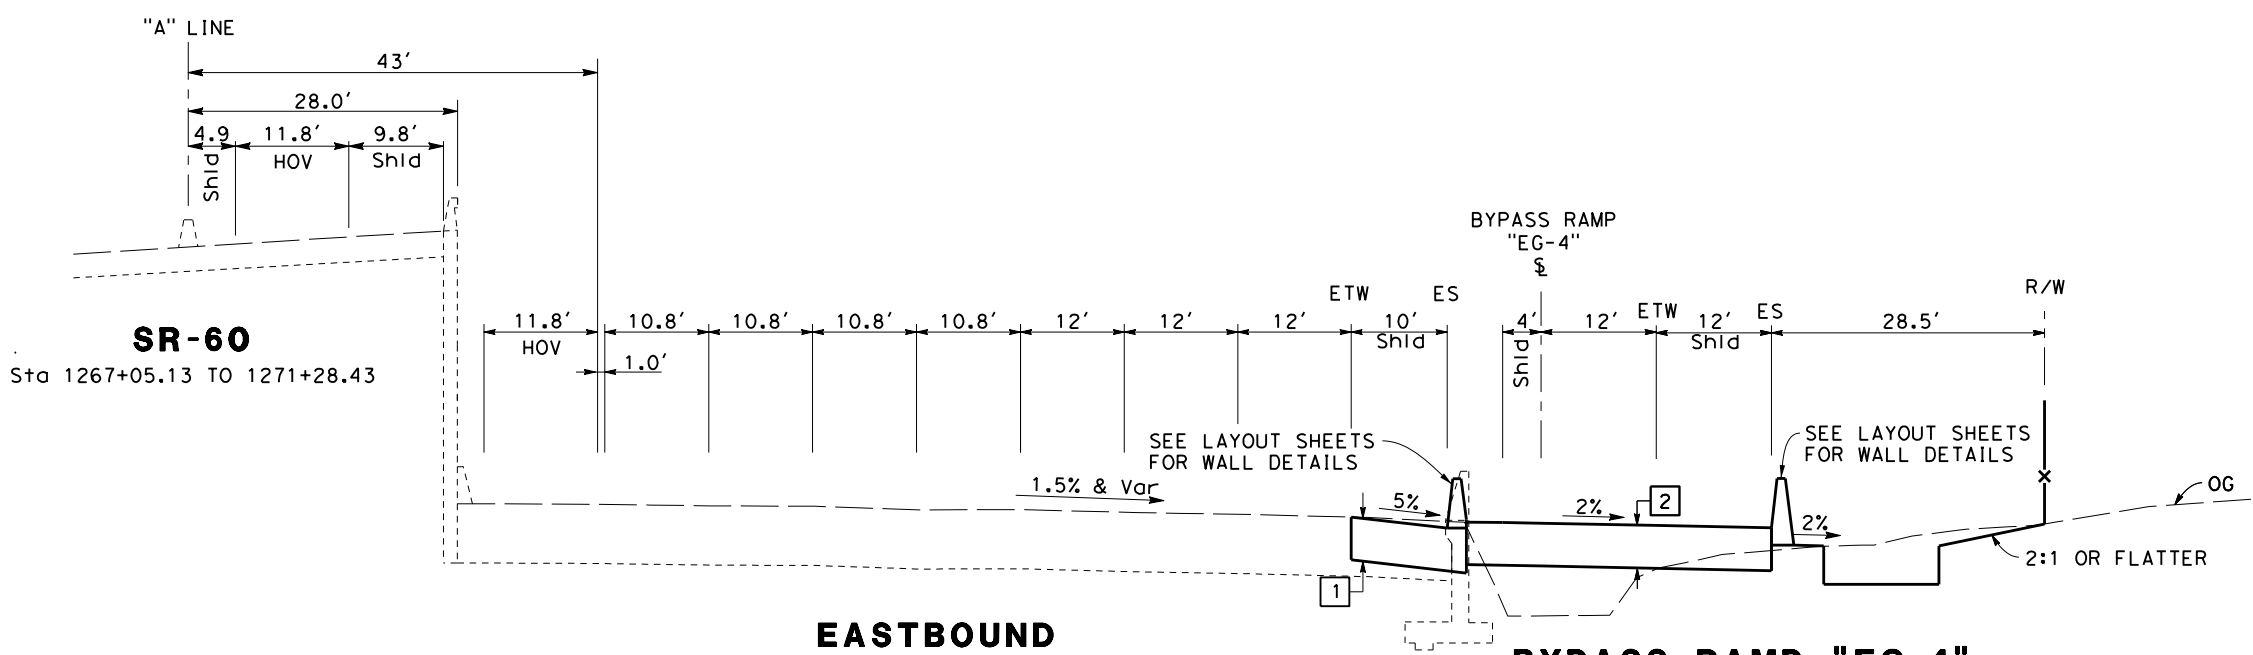 "A" LINE
43'
28.0'
4.9 11.8' 9.8'
Shld HOV Shld
BYPASS RAMP
"EG-4"
℄
SR-60
Sta 1267+05.13 TO 1271+28.43
ETW ES ETW ES R/W
11.8' 10.8' 10.8' 10.8' 10.8' 12' 12' 12' 10' 4' 12' 12' 28.5'
HOV Shld Shld Shld
1.0'
SEE LAYOUT SHEETS
FOR WALL DETAILS
SEE LAYOUT SHEETS
FOR WALL DETAILS
1.5% & Var
5%
2%
2
2%
OG
2:1 OR FLATTER
1
EASTBOUND
BYPASS RAMP "EG-4"